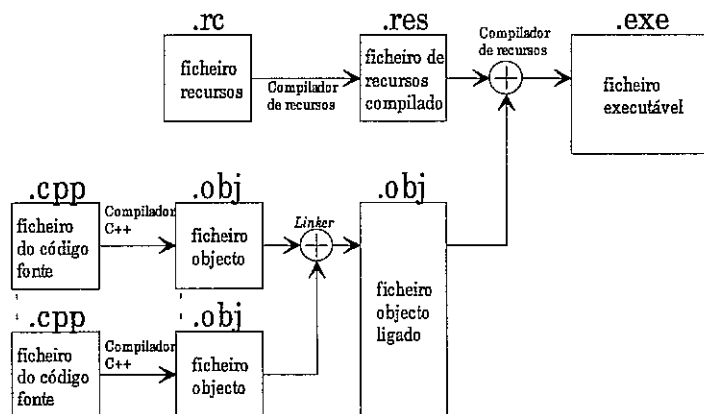 .rc
ficheiro
recursos
Compilador
de recursos
.res
ficheiro de
recursos
compilado
Compilador
de recursos
.exe
ficheiro
executável
.cpp
ficheiro
do código
fonte
Compilador
C++
.obj
ficheiro
objecto
Linker
.obj
ficheiro
objecto
ligado
.cpp
ficheiro
do código
fonte
Compilador
C++
.obj
ficheiro
objecto